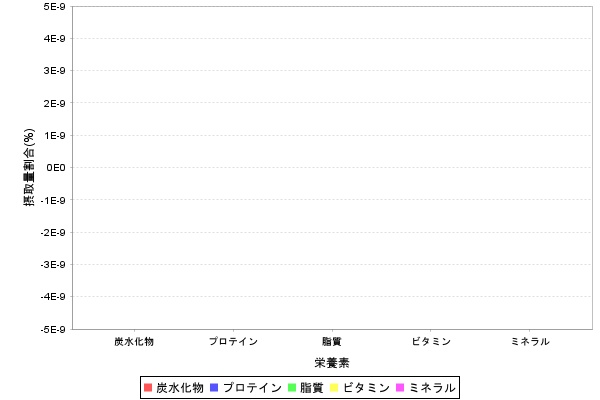 5E-9
4E-9
3E-9
2E-9
1E-9
0E0
-1E-9
-2E-9
-3E-9
-4E-9
-5E-9
摂取量割合(%)
炭水化物 プロテイン 脂質 ビタミン ミネラル
栄養素
炭水化物 プロテイン 脂質 ビタミン ミネラル